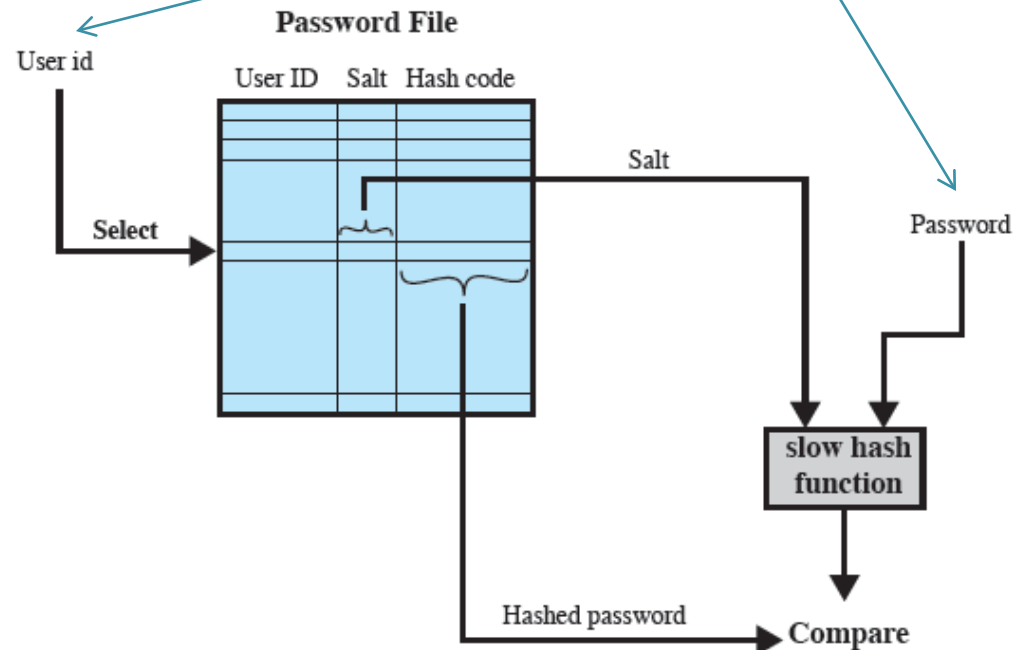 Password File
User id
User ID Salt Hash code
Salt
Select
Password
slow hash
function
Hashed password
Compare